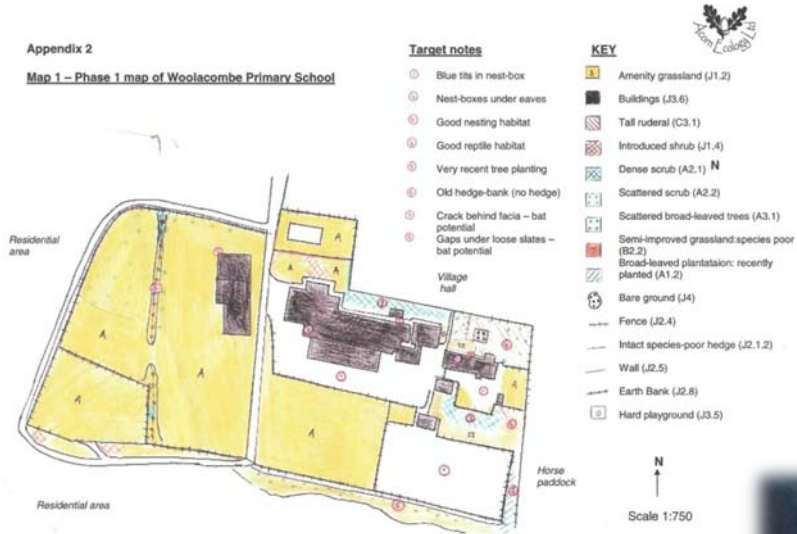 Acorn Ecology Ltd
Appendix 2
Map 1 – Phase 1 map of Woolacombe Primary School
Target notes
Blue tits in nest-box
Nest-boxes under eaves
Good nesting habitat
Good reptile habitat
Very recent tree planting
Old hedge-bank (no hedge)
Crack behind facia – bat
potential
Gaps under loose slates –
bat potential
KEY
Amenity grassland (J1.2)
Buildings (J3.6)
Tall ruderal (C3.1)
Introduced shrub (J1.4)
Dense scrub (A2.1) N
Scattered scrub (A2.2)
Scattered broad-leaved trees (A3.1)
Semi-improved grassland:species poor
(B2.2)
Broad-leaved plantataion: recently
planted (A1.2)
Bare ground (J4)
Fence (J2.4)
Intact species-poor hedge (J2.1.2)
Wall (J2.5)
Earth Bank (J2.8)
Hard playground (J3.5)
Residential
area
Village
hall
A
A
A
A
A
A
A
A
Horse
paddock
Residential area
N
Scale 1:750